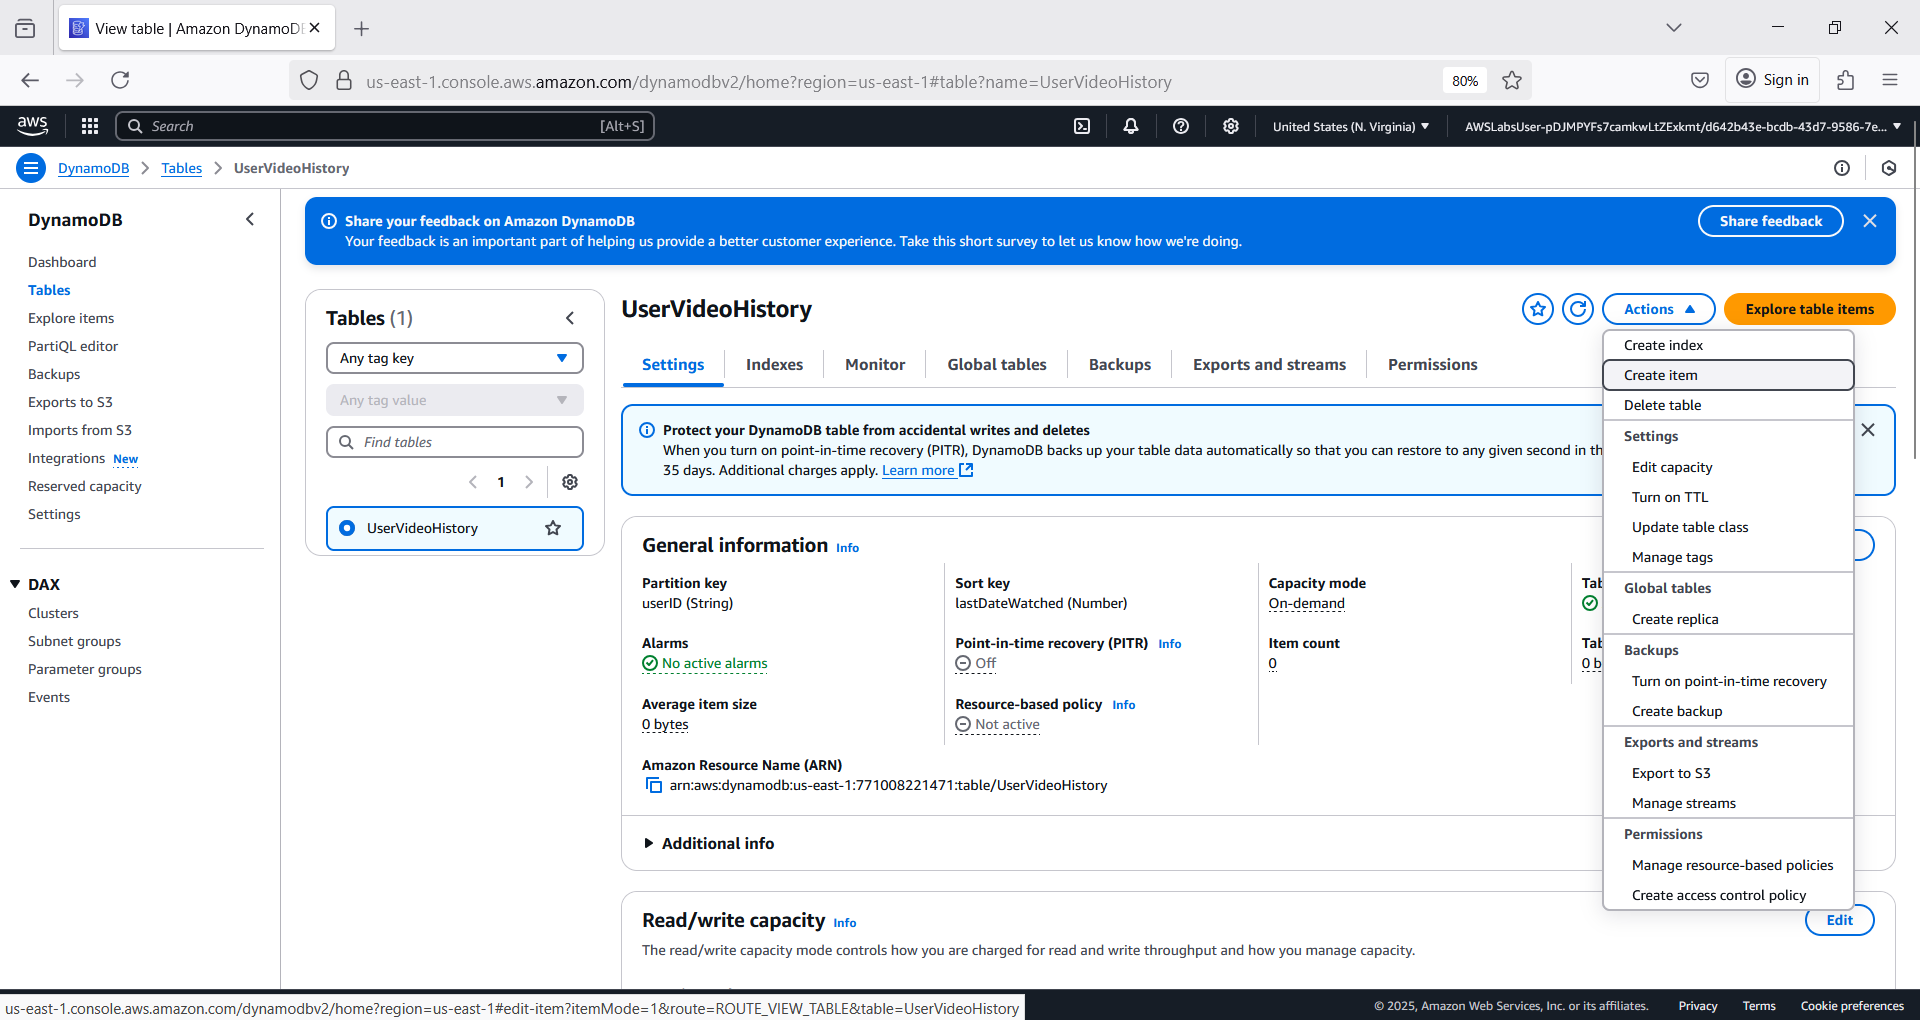 View table | Amazon DynamoDB
us-east-1.console.aws.amazon.com/dynamodbv2/home?region=us-east-1#table?name=UserVideoHistory
80%
Sign in
aws
Search
[Alt+S]
United States (N. Virginia)
AWSLabsUser-pDJMPYFs7camkwLtZExkmt/d642b43e-bcdb-43d7-9586-7e...
DynamoDB
Tables
UserVideoHistory
DynamoDB
Dashboard
Tables
Explore items
PartiQL editor
Backups
Exports to S3
Imports from S3
Integrations New
Reserved capacity
Settings
DAX
Clusters
Subnet groups
Parameter groups
Events
Share your feedback on Amazon DynamoDB
Your feedback is an important part of helping us provide a better customer experience. Take this short survey to let us know how we're doing.
Share feedback
Tables (1)
Any tag key
Any tag value
Find tables
1
UserVideoHistory
UserVideoHistory
Actions
Explore table items
Settings
Indexes
Monitor
Global tables
Backups
Exports and streams
Permissions
Protect your DynamoDB table from accidental writes and deletes
When you turn on point-in-time recovery (PITR), DynamoDB backs up your table data automatically so that you can restore to any given second in th
35 days. Additional charges apply. Learn more
General information Info
Partition key
userID (String)
Sort key
lastDateWatched (Number)
Capacity mode
On-demand
Tab
Alarms
No active alarms
Point-in-time recovery (PITR) Info
Off
Item count
0
Tab
0 b
Average item size
0 bytes
Resource-based policy Info
Not active
Amazon Resource Name (ARN)
arn:aws:dynamodb:us-east-1:771008221471:table/UserVideoHistory
Additional info
Read/write capacity Info
The read/write capacity mode controls how you are charged for read and write throughput and how you manage capacity.
Edit
Create index
Create item
Delete table
Settings
Edit capacity
Turn on TTL
Update table class
Manage tags
Global tables
Create replica
Backups
Turn on point-in-time recovery
Create backup
Exports and streams
Export to S3
Manage streams
Permissions
Manage resource-based policies
Create access control policy
us-east-1.console.aws.amazon.com/dynamodbv2/home?region=us-east-1#edit-item?itemMode=1&route=ROUTE_VIEW_TABLE&table=UserVideoHistory
© 2025, Amazon Web Services, Inc. or its affiliates.
Privacy
Terms
Cookie preferences